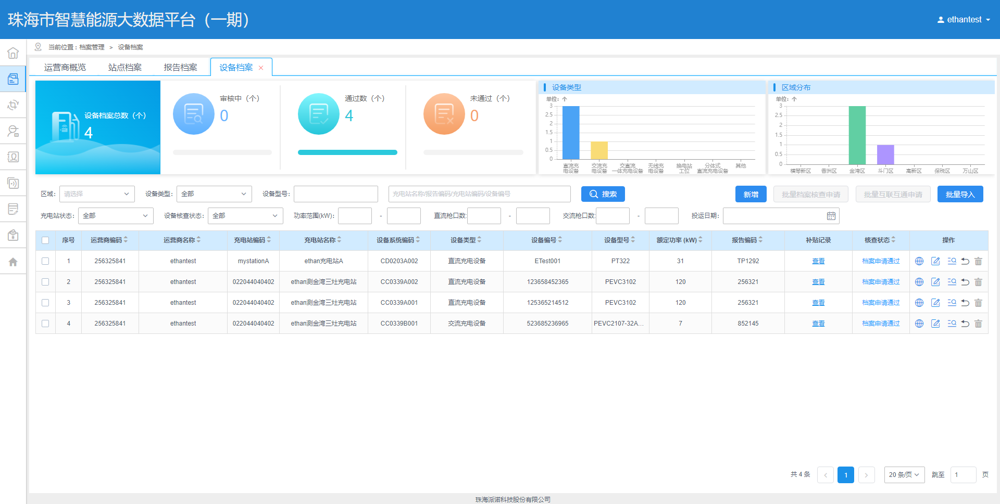 珠海市智慧能源大数据平台（一期）
ethantest
当前位置：档案管理 > 设备档案
运营商概览 站点档案 报告档案 设备档案
设备档案总数（个）
4
审核中（个）
0
通过数（个）
4
未通过（个）
0
设备类型
单位：个
3
2.5
2
1.5
1
0.5
0
直流充电设备 交流充电设备 交直流一体充电设备 无线充电设备 换电站工位 分体式直流充电设备 其他
区域分布
单位：个
3
2.5
2
1.5
1
0.5
0
横琴新区 香洲区 金湾区 斗门区 高新区 保税区 万山区
区域： 请选择 设备类型： 全部 设备型号： 充电站名称/报告编码/充电站编码/设备编号 搜索 新增 批量档案核查申请 批量互联互通申请 批量导入
充电站状态： 全部 设备核查状态： 全部 功率范围(kW)： - 直流枪口数: - 交流枪口数: - 投运日期：
序号 运营商编码 运营商名称 充电站编码 充电站名称 设备系统编码 设备类型 设备编号 设备型号 额定功率 (kW) 报告编码 补贴记录 核查状态 操作
1 256325841 ethantest mystationA ethan充电站A CD0203A002 直流充电设备 ETest001 PT322 31 TP1292 查看 档案申请通过
2 256325841 ethantest 022044040402 ethan测金湾三灶充电站 CC0339A002 直流充电设备 123658452365 PEVC3102 120 256321 查看 档案申请通过
3 256325841 ethantest 022044040402 ethan测金湾三灶充电站 CC0339A001 直流充电设备 125365214512 PEVC3102 120 256321 查看 档案申请通过
4 256325841 ethantest 022044040402 ethan测金湾三灶充电站 CC0339B001 交流充电设备 523685236965 PEVC2107-32A... 7 852145 查看 档案申请通过
共 4 条 < 1 > 20 条/页 跳至 1 页
珠海派诺科技股份有限公司